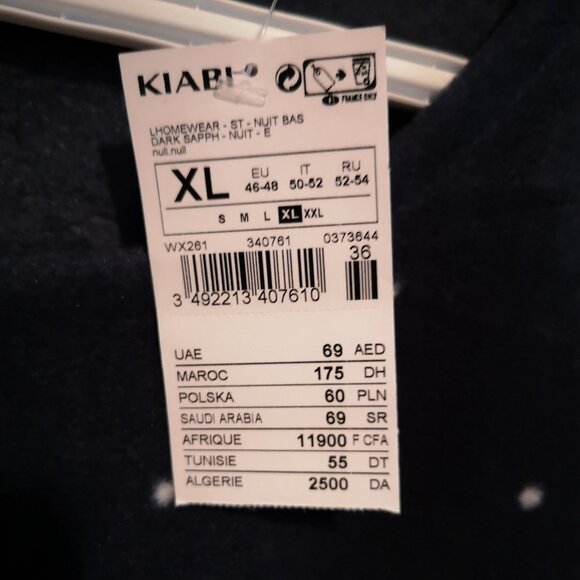 KIABI
FRANCE ONLY
LHOMEWEAR - ST - NUIT BAS
DARK SAPPH - NUIT - E
null.null
XL EU IT RU
46-48 50-52 52-54
S M L XL XXL
WX261 340761 0373644
36
3 492213 407610
UAE 69 AED
MAROC 175 DH
POLSKA 60 PLN
SAUDI ARABIA 69 SR
AFRIQUE 11900 F CFA
TUNISIE 55 DT
ALGERIE 2500 DA